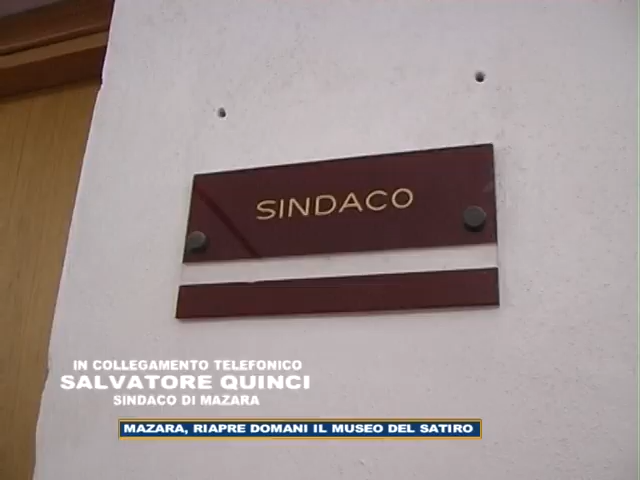 SINDACO
IN COLLEGAMENTO TELEFONICO
SALVATORE QUINCI
SINDACO DI MAZARA
MAZARA, RIAPRE DOMANI IL MUSEO DEL SATIRO